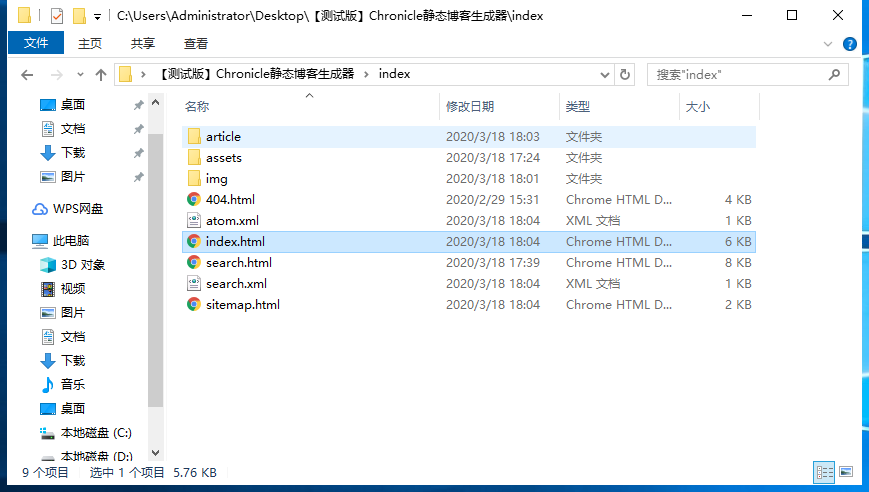 C:\Users\Administrator\Desktop\【测试版】Chronicle静态博客生成器\index
文件 主页 共享 查看
【测试版】Chronicle静态博客生成器 › index 搜索"index"
名称 修改日期 类型 大小
桌面
文档
下载
图片
WPS网盘
此电脑
3D 对象
视频
图片
文档
下载
音乐
桌面
本地磁盘 (C:)
本地磁盘 (D:)
article 2020/3/18 18:03 文件夹
assets 2020/3/18 17:24 文件夹
img 2020/3/18 18:01 文件夹
404.html 2020/2/29 15:31 Chrome HTML D... 4 KB
atom.xml 2020/3/18 18:04 XML 文档 1 KB
index.html 2020/3/18 18:04 Chrome HTML D... 6 KB
search.html 2020/3/18 17:39 Chrome HTML D... 8 KB
search.xml 2020/3/18 18:04 XML 文档 1 KB
sitemap.html 2020/3/18 18:04 Chrome HTML D... 2 KB
9 个项目 选中 1 个项目 5.76 KB